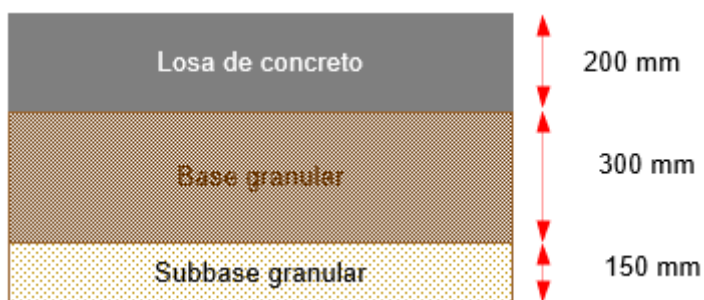 Losa de concreto
200 mm
Base granular
300 mm
Subbase granular
150 mm